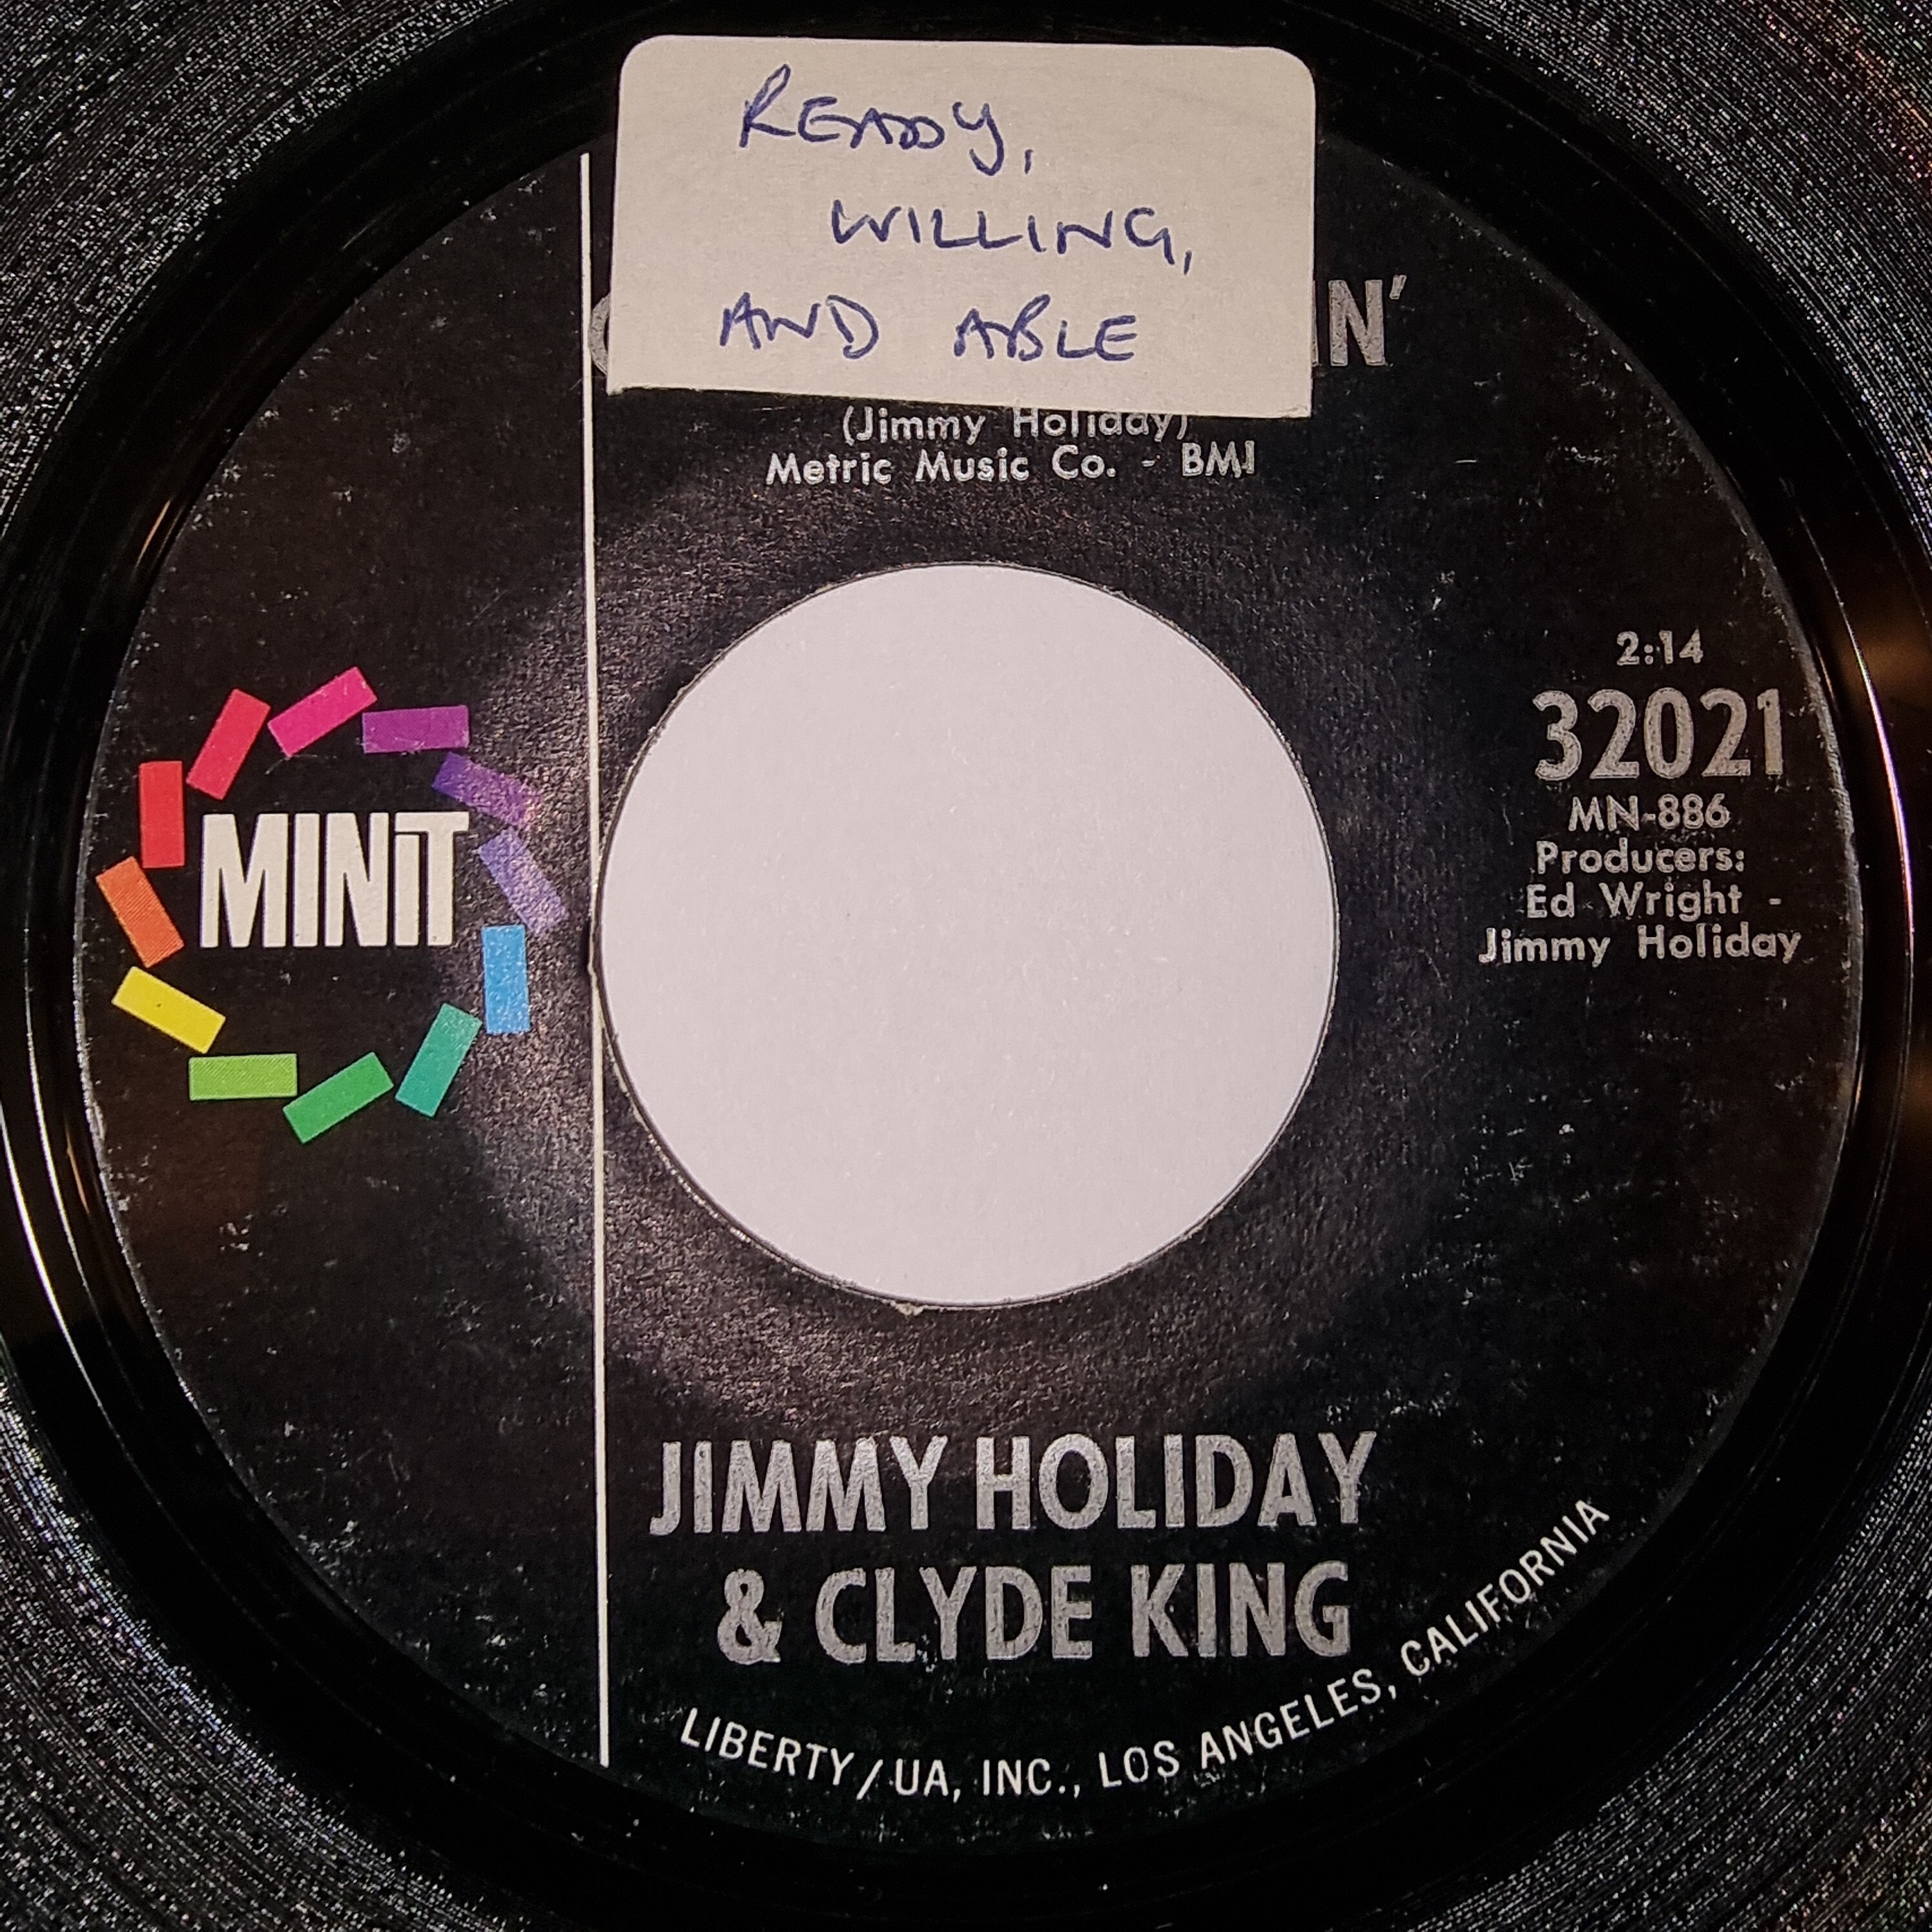 READY,
WILLING,
AND ABLE
IN'
(Jimmy Holiday)
Metric Music Co. - BMI
MINIT
2:14
32021
MN-886
Producers:
Ed Wright -
Jimmy Holiday
JIMMY HOLIDAY
& CLYDE KING
LIBERTY/UA, INC., LOS ANGELES, CALIFORNIA